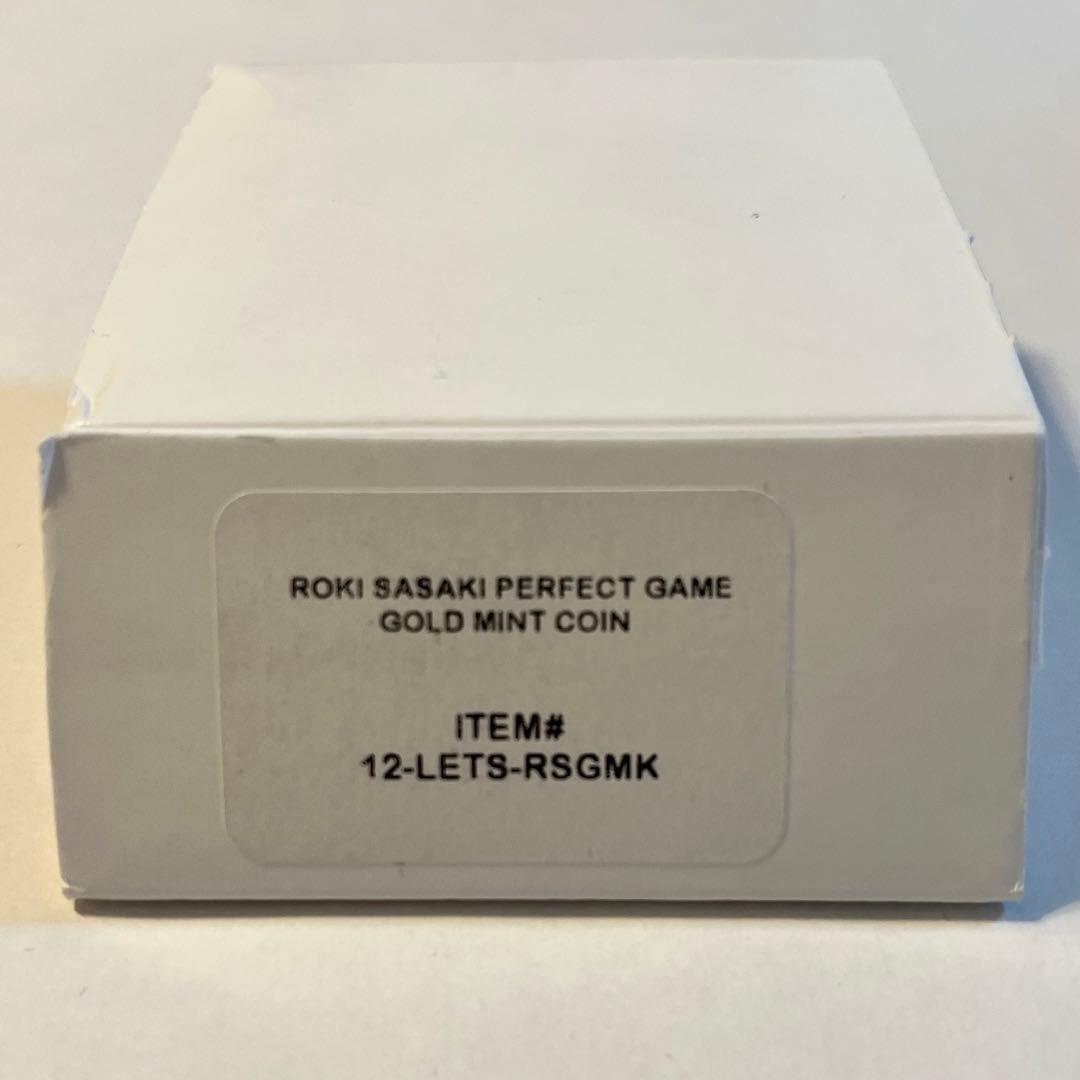 ROKI SASAKI PERFECT GAME
GOLD MINT COIN
ITEM#
12-LETS-RSGMK